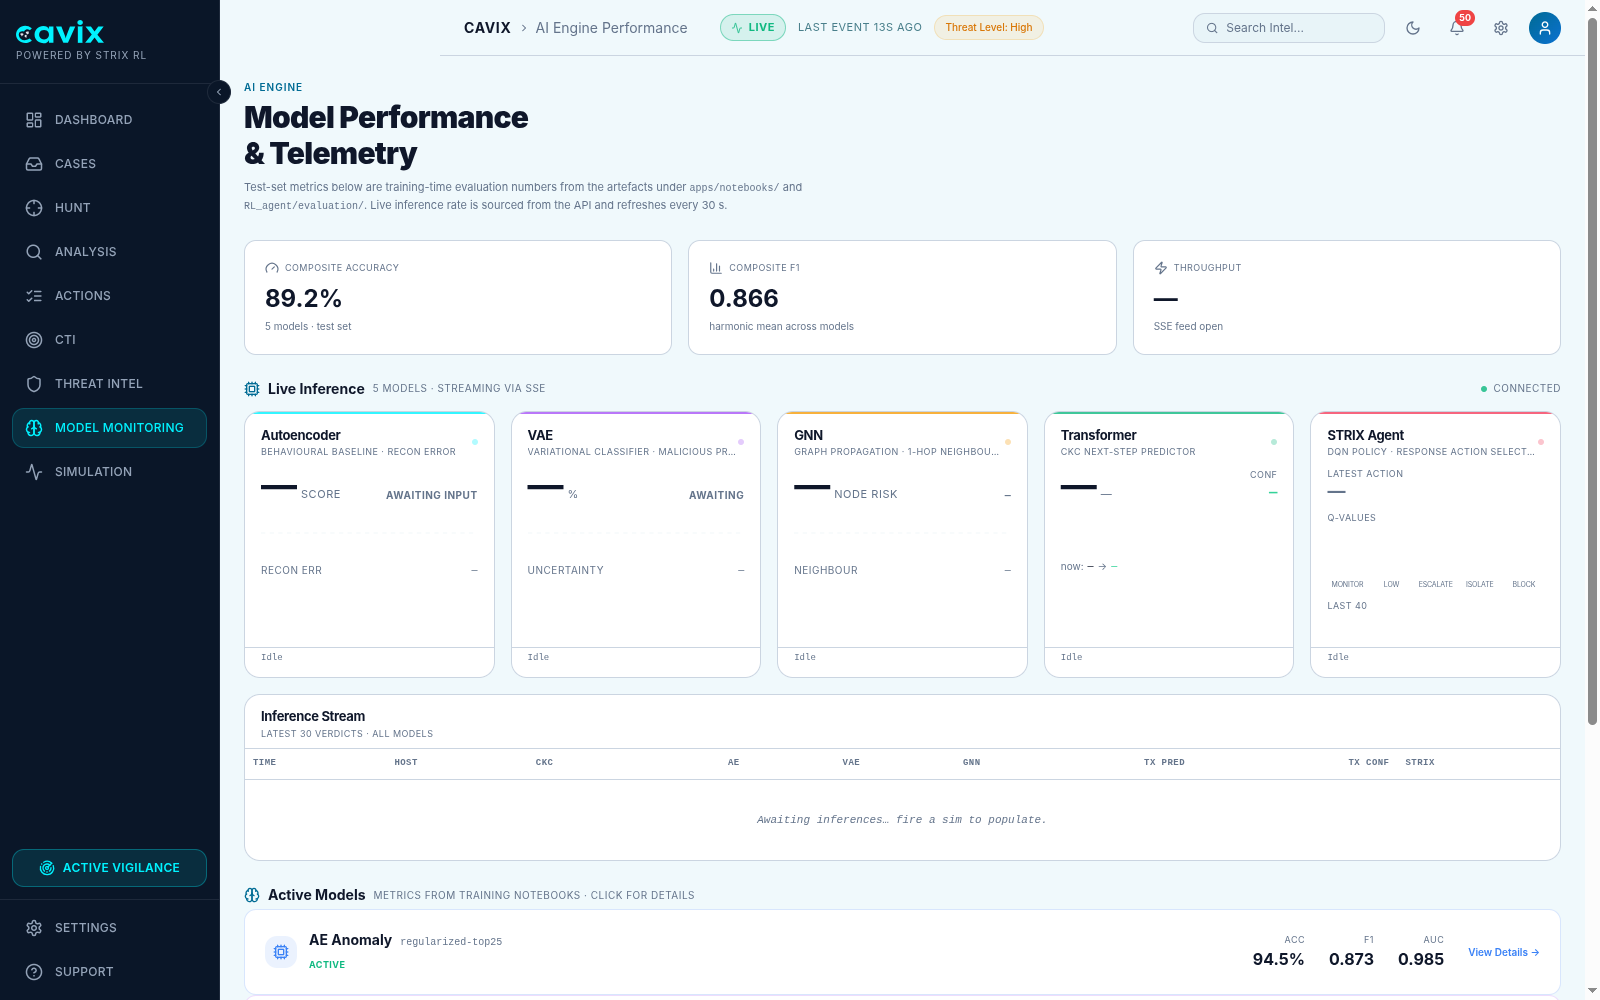 cavix
POWERED BY STRIX RL
DASHBOARD
CASES
HUNT
ANALYSIS
ACTIONS
CTI
THREAT INTEL
MODEL MONITORING
SIMULATION
ACTIVE VIGILANCE
SETTINGS
SUPPORT
CAVIX › AI Engine Performance
LIVE
LAST EVENT 13S AGO
Threat Level: High
Search Intel...
50
AI ENGINE
Model Performance
& Telemetry
Test-set metrics below are training-time evaluation numbers from the artefacts under apps/notebooks/ and
RL_agent/evaluation/. Live inference rate is sourced from the API and refreshes every 30 s.
COMPOSITE ACCURACY
89.2%
5 models · test set
COMPOSITE F1
0.866
harmonic mean across models
THROUGHPUT
—
SSE feed open
Live Inference 5 MODELS · STREAMING VIA SSE
CONNECTED
Autoencoder
BEHAVIOURAL BASELINE · RECON ERROR
— SCORE AWAITING INPUT
RECON ERR —
Idle
VAE
VARIATIONAL CLASSIFIER · MALICIOUS PR...
— % AWAITING
UNCERTAINTY —
Idle
GNN
GRAPH PROPAGATION · 1-HOP NEIGHBOU...
— NODE RISK —
NEIGHBOUR —
Idle
Transformer
CKC NEXT-STEP PREDICTOR
CONF
— — —
now: — → —
Idle
STRIX Agent
DQN POLICY · RESPONSE ACTION SELECT...
LATEST ACTION
—
Q-VALUES
MONITOR LOW ESCALATE ISOLATE BLOCK
LAST 40
Idle
Inference Stream
LATEST 30 VERDICTS · ALL MODELS
TIME HOST CKC AE VAE GNN TX PRED TX CONF STRIX
Awaiting inferences… fire a sim to populate.
Active Models METRICS FROM TRAINING NOTEBOOKS · CLICK FOR DETAILS
AE Anomaly regularized-top25
ACTIVE
ACC F1 AUC
94.5% 0.873 0.985
View Details →